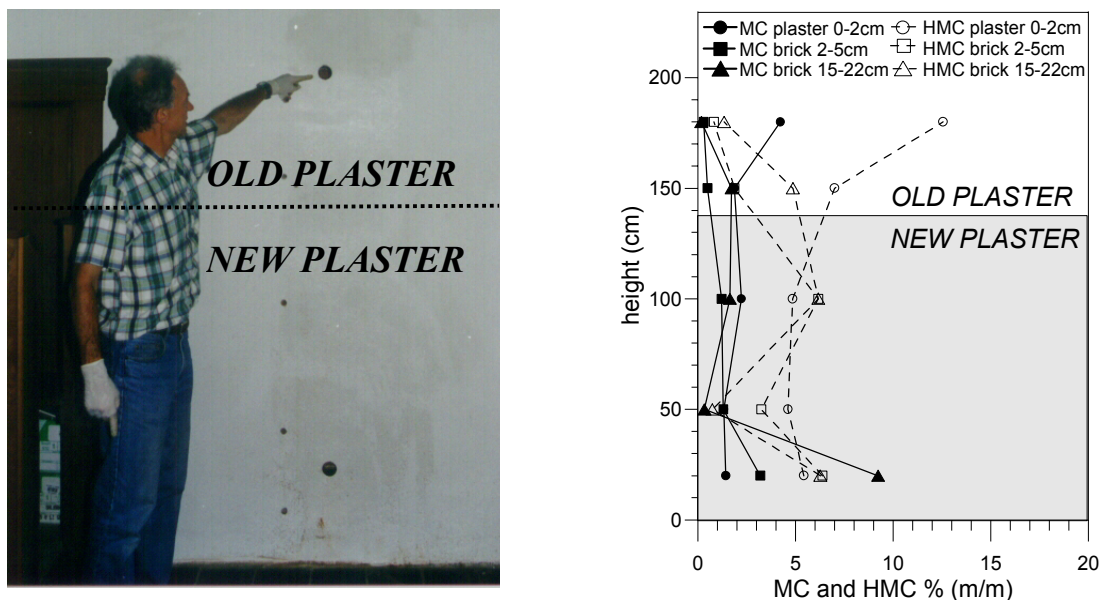 OLD PLASTER
NEW PLASTER
MC plaster 0-2cm HMC plaster 0-2cm
MC brick 2-5cm HMC brick 2-5cm
MC brick 15-22cm HMC brick 15-22cm
200
150
100
50
0
height (cm)
OLD PLASTER
NEW PLASTER
0 5 10 15 20
MC and HMC % (m/m)